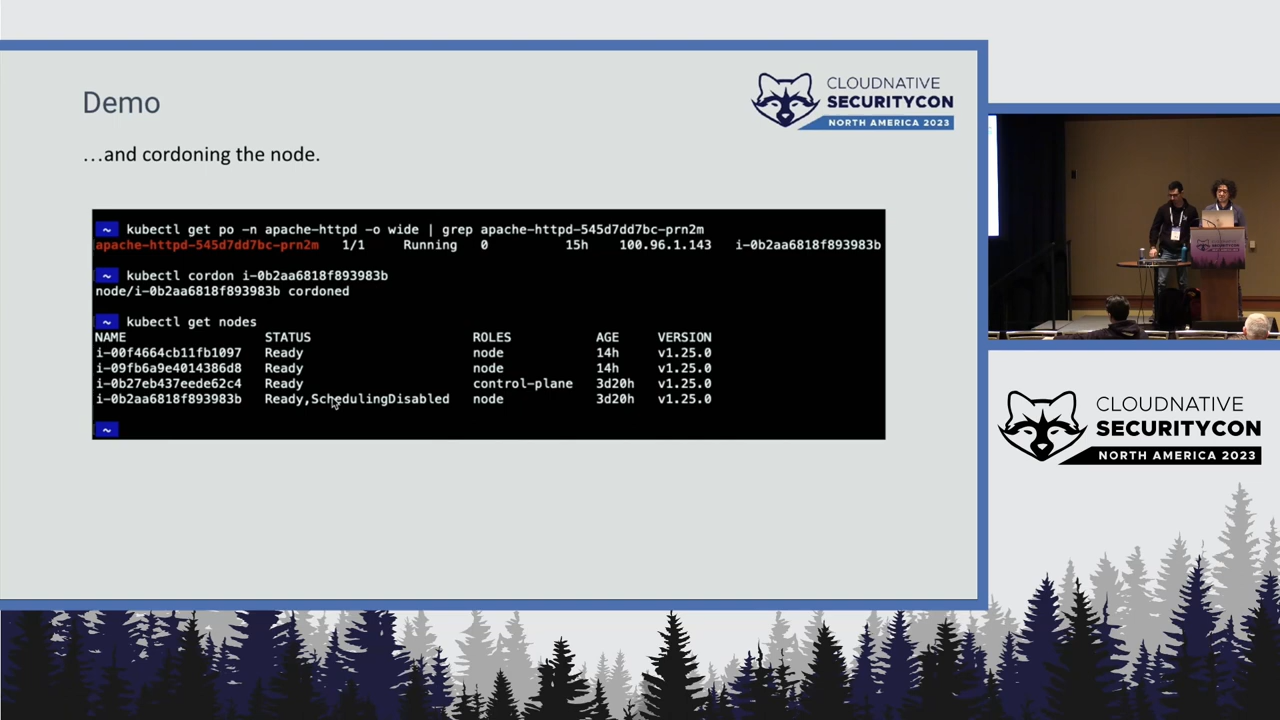 Demo
…and cordoning the node.
CLOUDNATIVE
SECURITYCON
NORTH AMERICA 2023
~ kubectl get po -n apache-httpd -o wide | grep apache-httpd-545d7dd7bc-prn2m
apache-httpd-545d7dd7bc-prn2m 1/1 Running 0 15h 100.96.1.143 i-0b2aa6818f893983b
~ kubectl cordon i-0b2aa6818f893983b
node/i-0b2aa6818f893983b cordoned
~ kubectl get nodes
NAME STATUS ROLES AGE VERSION
i-00f4664cb11fb1097 Ready node 14h v1.25.0
i-09fb6a9e4014386d8 Ready node 14h v1.25.0
i-0b27eb437eede62c4 Ready control-plane 3d20h v1.25.0
i-0b2aa6818f893983b Ready,SchedulingDisabled node 3d20h v1.25.0
~
CLOUDNATIVE
SECURITYCON
NORTH AMERICA 2023